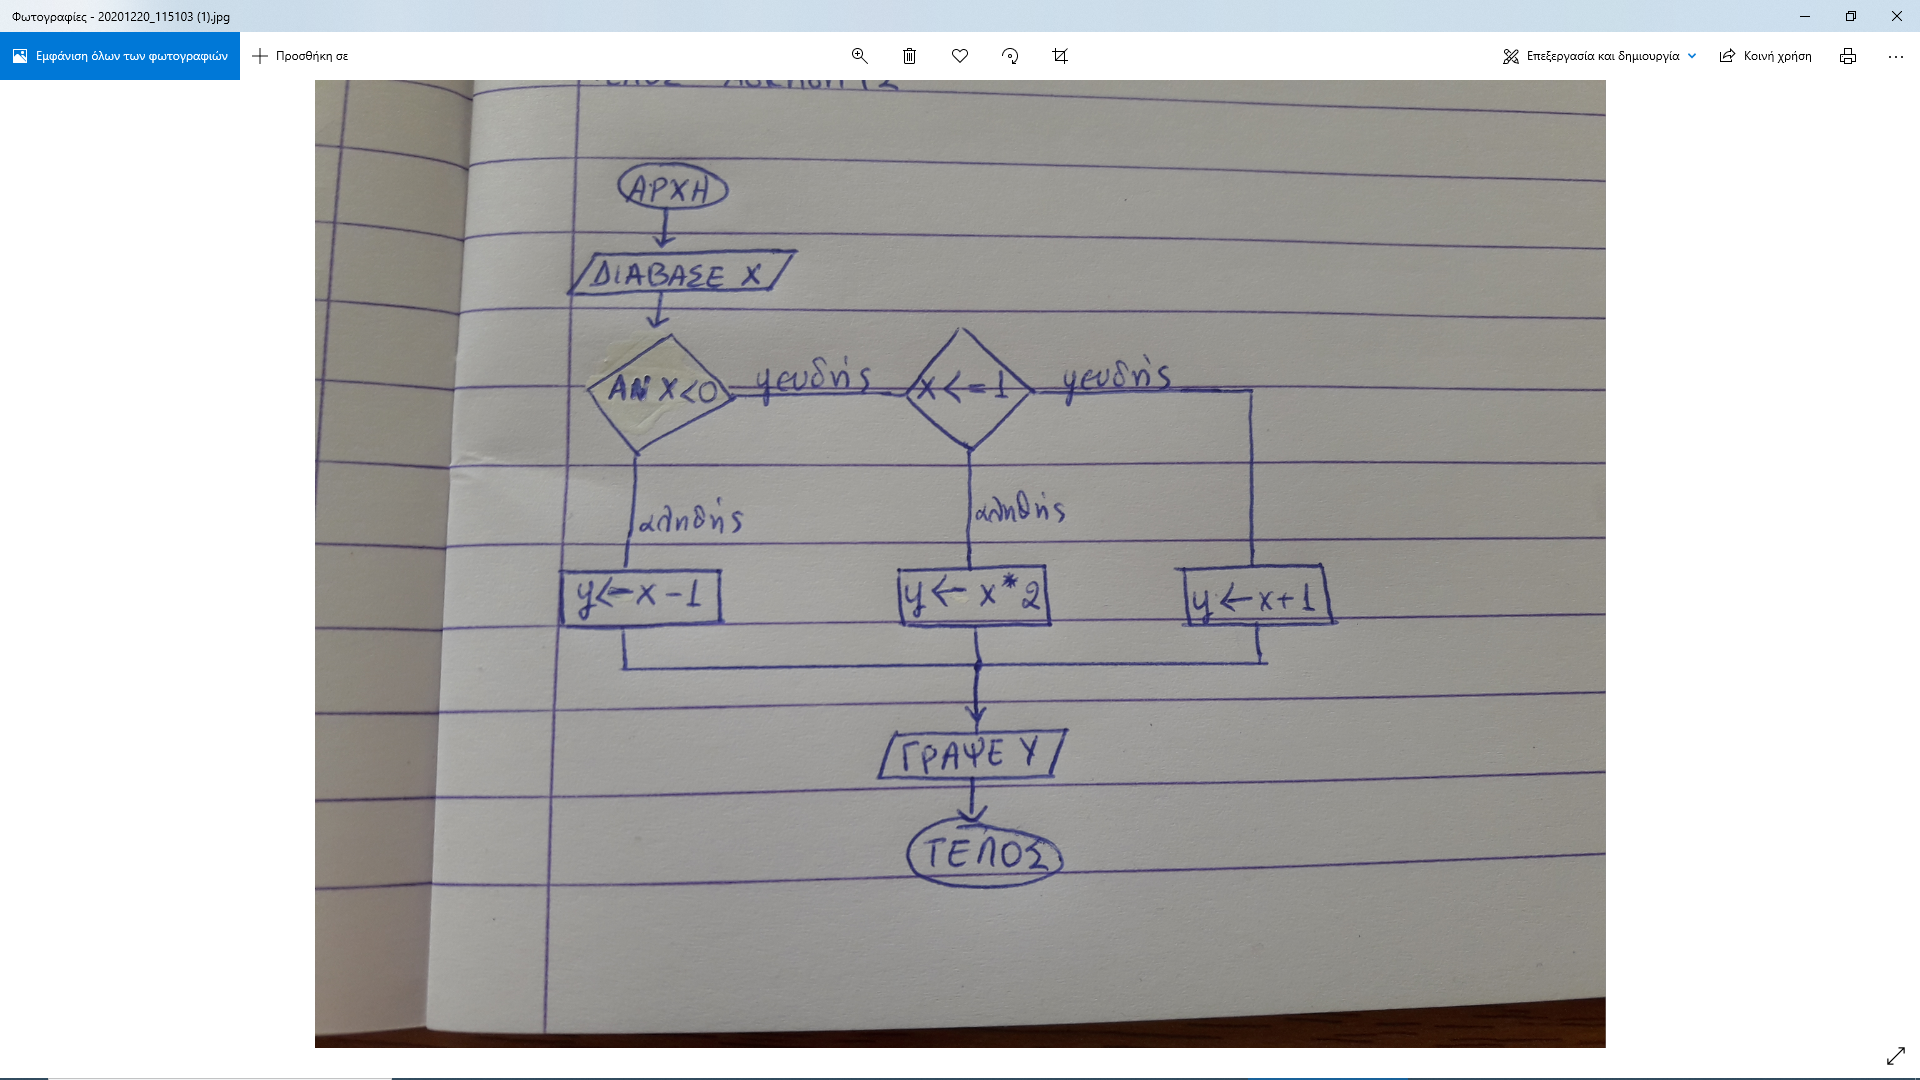 Φωτογραφίες - 20201220_115103 (1).jpg
Εμφάνιση όλων των φωτογραφιών
Προσθήκη σε
Επεξεργασία και δημιουργία
Κοινή χρήση
ΑΡΧΗ
ΔΙΑΒΑΣΕ Χ
ΑΝ Χ<0
ψευδής
x <= 1
ψευδής
αληθής
αληθής
y ← x - 1
y ← x * 2
y ← x + 1
ΓΡΑΨΕ Υ
ΤΕΛΟΣ